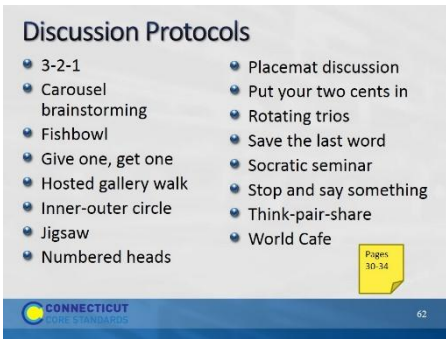 Discussion Protocols
3-2-1
Carousel
brainstorming
Fishbowl
Give one, get one
Hosted gallery walk
Inner-outer circle
Jigsaw
Numbered heads
Placemat discussion
Put your two cents in
Rotating trios
Save the last word
Socratic seminar
Stop and say something
Think-pair-share
World Cafe
Pages
30-34
CONNECTICUT
CORE STANDARDS
62